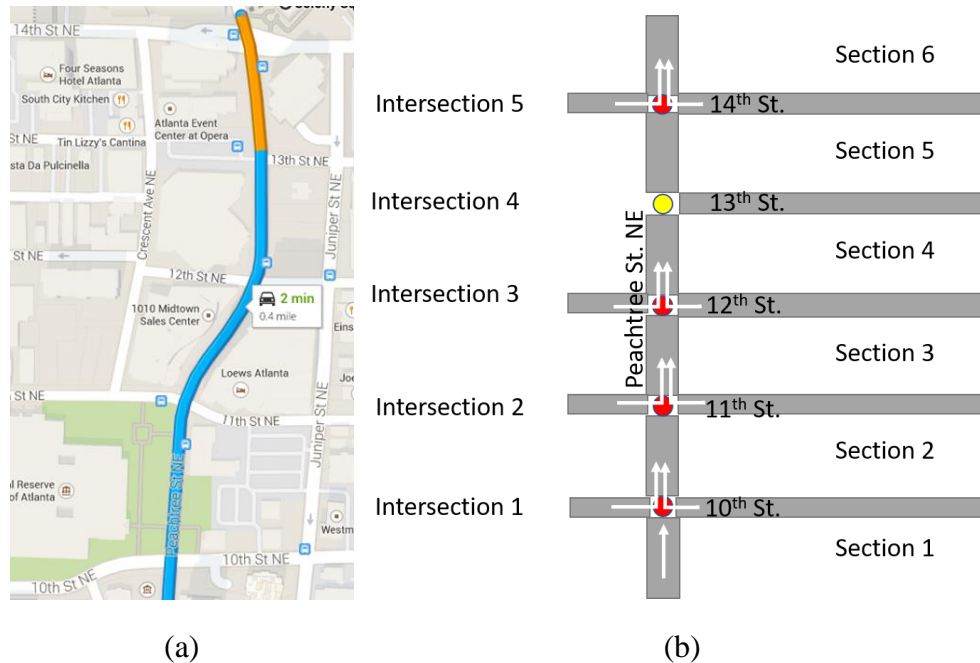 Colony Sq
14th St NE
Four Seasons
Hotel Atlanta
South City Kitchen
Atlanta Event
Center at Opera
St NE
Tin Lizzy's Cantina
13th St NE
sta Da Pulcinella
Crescent Ave NE
Juniper St NE
St NE
12th St NE
2 min
0.4 mile
1010 Midtown
Sales Center
Eins
Loews Atlanta
Joe
St NE
11th St NE
Juniper St NE
Peachtree St NE
al Reserve
of Atlanta
Westm
10th St NE
10th St NE
(a)
Section 6
Intersection 5
14th St.
Section 5
Intersection 4
13th St.
Peachtree St. NE
Section 4
Intersection 3
12th St.
Section 3
Intersection 2
11th St.
Section 2
Intersection 1
10th St.
Section 1
(b)